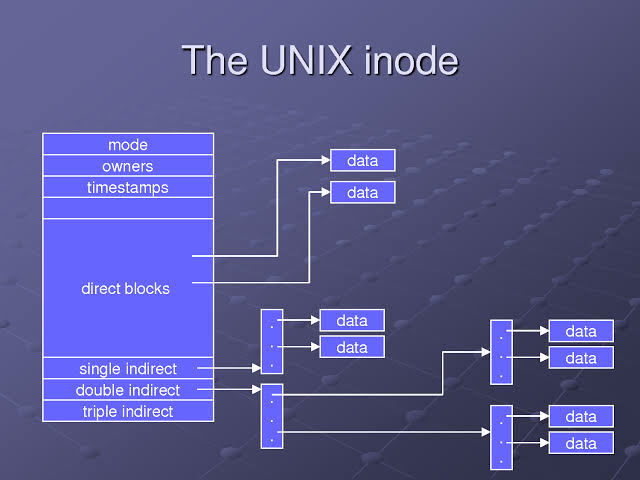 The UNIX inode
mode
owners
timestamps
direct blocks
single indirect
double indirect
triple indirect
data
data
data
data
data
data
data
data